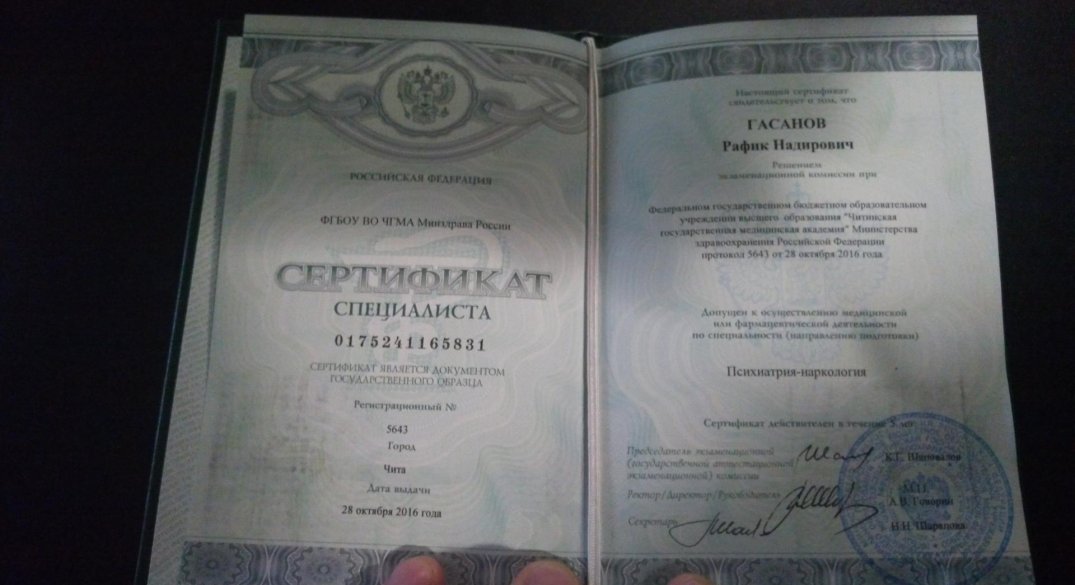 РОССИЙСКАЯ ФЕДЕРАЦИЯ
ФГБОУ ВО ЧГМА Минздрава России
СЕРТИФИКАТ
СПЕЦИАЛИСТА
0175241165831
СЕРТИФИКАТ ЯВЛЯЕТСЯ ДОКУМЕНТОМ
ГОСУДАРСТВЕННОГО ОБРАЗЦА
Регистрационный №
5643
Город
Чита
Дата выдачи
28 октября 2016 года
Настоящий сертификат
свидетельствует о том, что
ГАСАНОВ
Рафик Надирович
Решением
экзаменационной комиссии при
Федеральном государственном бюджетном образовательном
учреждении высшего образования "Читинская
государственная медицинская академия" Министерства
здравоохранения Российской Федерации
протокол 5643 от 28 октября 2016 года
Допущен к осуществлению медицинской
или фармацевтической деятельности
по специальности (направлению подготовки)
Психиатрия-наркология
Сертификат действителен в течение 5 лет
Председатель экзаменационной
(государственной аттестационной
экзаменационной) комиссии
К.Г. Шаповалов
Ректор/Директор/Руководитель
М.П.
А.В. Говорин
Секретарь
И.Н. Шарапова